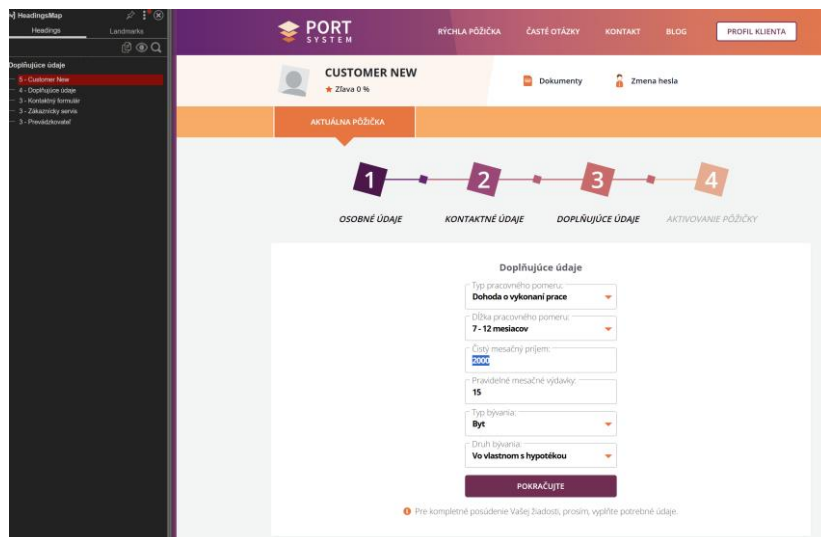 HeadingsMap
Headings Landmarks
Doplňujúce údaje
5 - Customer New
4 - Doplňujúce údaje
3 - Kontaktný formulár
3 - Zákaznícky servis
3 - Prevádzkovateľ
PORT
SYSTEM
RÝCHLA PÔŽIČKA ČASTÉ OTÁZKY KONTAKT BLOG PROFIL KLIENTA
CUSTOMER NEW
Zľava 0 %
Dokumenty Zmena hesla
AKTUÁLNA PÔŽIČKA
1 2 3 4
OSOBNÉ ÚDAJE KONTAKTNÉ ÚDAJE DOPLŇUJÚCE ÚDAJE AKTIVOVANIE PÔŽIČKY
Doplňujúce údaje
Typ pracovného pomeru:
Dohoda o vykonaní prace
Dĺžka pracovného pomeru:
7 - 12 mesiacov
Čistý mesačný príjem:
2000
Pravidelné mesačné výdavky:
15
Typ bývania:
Byt
Druh bývania:
Vo vlastnom s hypotékou
POKRAČUJTE
Pre kompletné posúdenie Vašej žiadosti, prosím, vyplňte potrebné údaje.